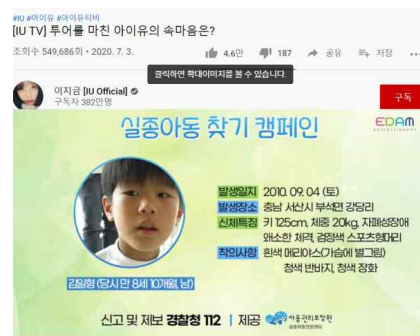 #IU #아이유 #아이유티비
[IU TV] 투어를 마친 아이유의 속마음은?
조회수 549,686회 • 2020. 7. 3.
4.6만 187 공유 저장 ...
클릭하면 확대이미지를 볼 수 있습니다.
이지금 [IU Official]
구독자 382만명
구독
실종아동 찾기 캠페인
EDAM
ENTERTAINMENT
발생일지 2010. 09. 04 (토)
발생장소 충남 서산시 부석면 강당리
신체특징 키 125cm, 체중 20kg, 자폐성장애
왜소한 체격, 검정색 스포츠형머리
착의사항 흰색 메리야스(가슴에 별그림)
청색 반바지, 청색 장화
김일형 (당시 만 8세 10개월, 남)
신고 및 제보 경찰청 112 | 제공 아동권리보장원
실종아동전문센터